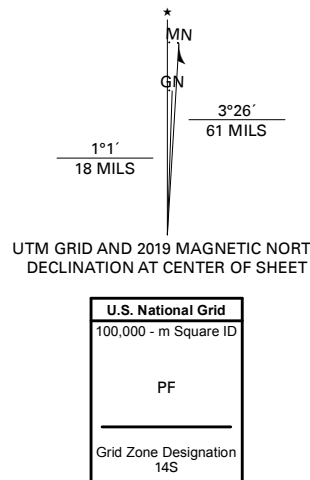 ★
MN
GN
3°26´
61 MILS
1°1´
18 MILS
UTM GRID AND 2019 MAGNETIC NORT
DECLINATION AT CENTER OF SHEET
U.S. National Grid
100,000 - m Square ID
PF
Grid Zone Designation
14S